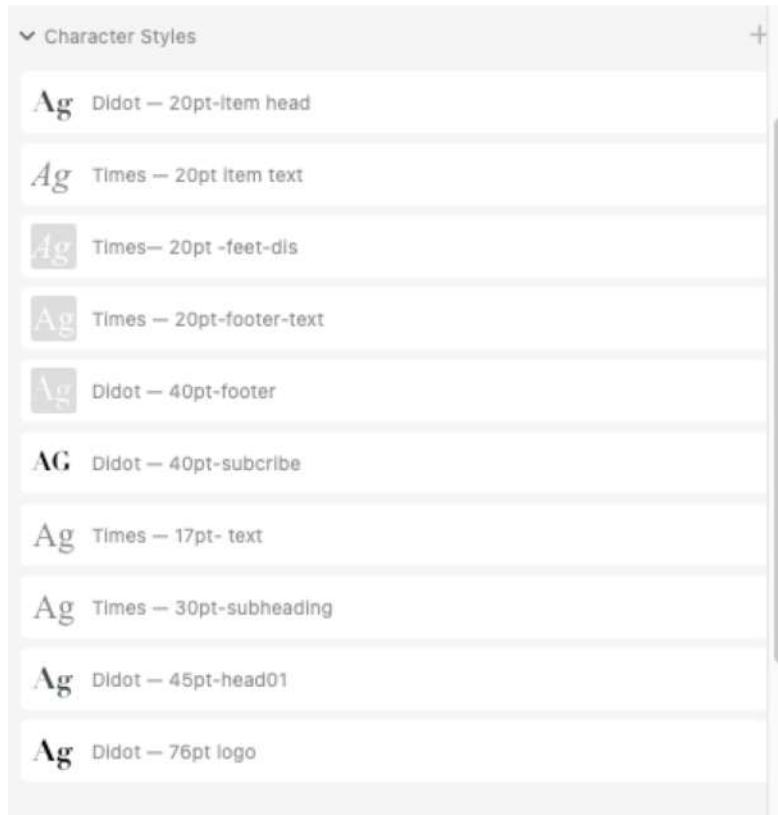 Character Styles +
Ag Didot — 20pt-item head
Ag Times — 20pt item text
Ag Times— 20pt -feet-dis
Ag Times — 20pt-footer-text
Ag Didot — 40pt-footer
AG Didot — 40pt-subcribe
Ag Times — 17pt- text
Ag Times — 30pt-subheading
Ag Didot — 45pt-head01
Ag Didot — 76pt logo